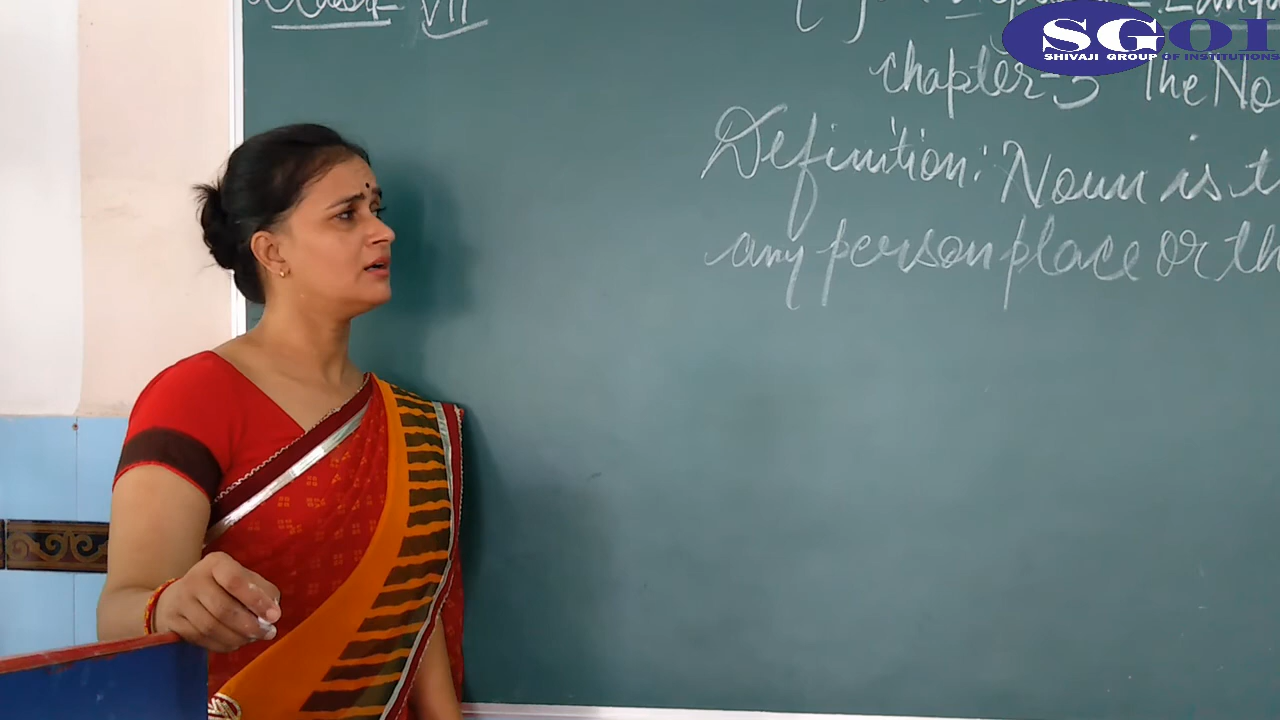 Class - VII
SGOI
SHIVAJI GROUP OF INSTITUTIONS
chapter-3 The No
Definition: Noun is t
any person place or th